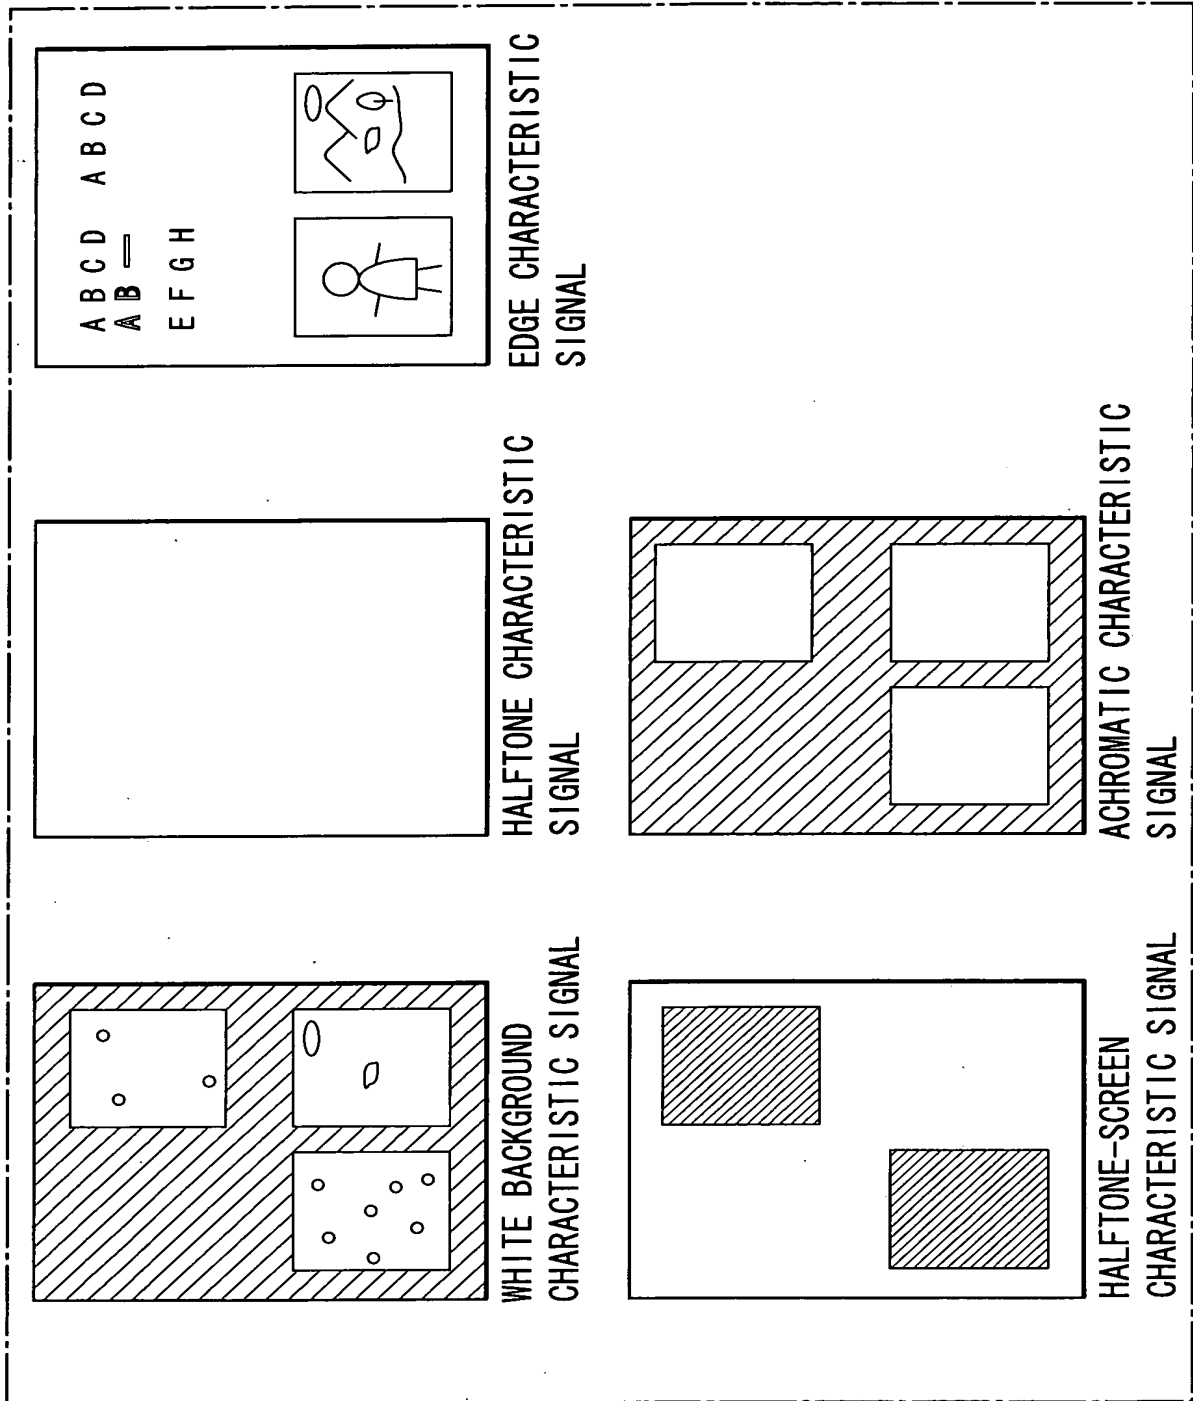 WHITE BACKGROUND
CHARACTERISTIC SIGNAL
HALFTONE CHARACTERISTIC
SIGNAL
A B C D A B C D
A B —
E F G H
EDGE CHARACTERISTIC
SIGNAL
HALFTONE-SCREEN
CHARACTERISTIC SIGNAL
ACHROMATIC CHARACTERISTIC
SIGNAL